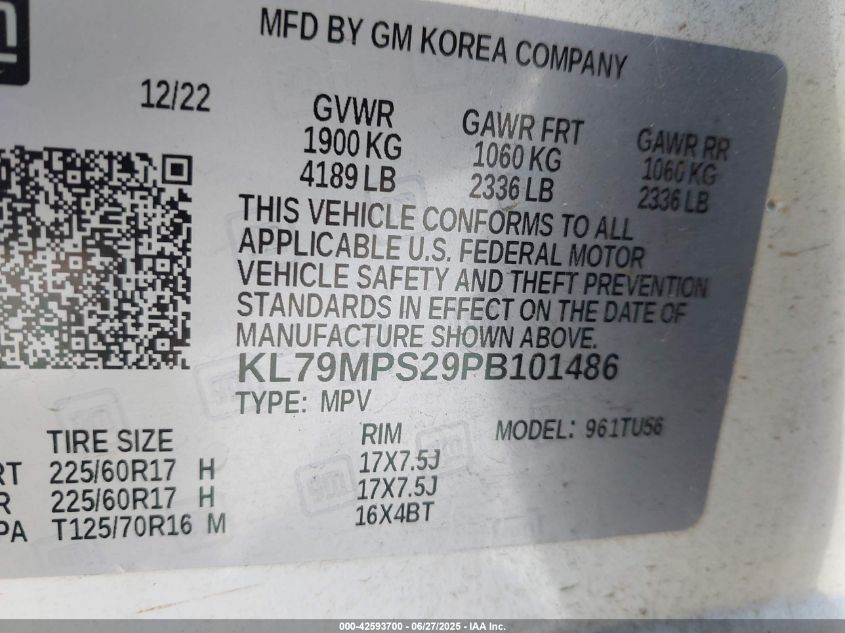 MFD BY GM KOREA COMPANY
12/22
GVWR GAWR FRT GAWR RR
1900 KG 1060 KG 1060 KG
4189 LB 2336 LB 2336 LB
THIS VEHICLE CONFORMS TO ALL
APPLICABLE U.S. FEDERAL MOTOR
VEHICLE SAFETY AND THEFT PREVENTION
STANDARDS IN EFFECT ON THE DATE OF
MANUFACTURE SHOWN ABOVE.
KL79MPS29PB101486
TYPE: MPV
TIRE SIZE RIM MODEL: 961TU56
RT 225/60R17 H 17X7.5J
R 225/60R17 H 17X7.5J
PA T125/70R16 M 16X4BT
000-42593700 - 06/27/2025 - IAA Inc.